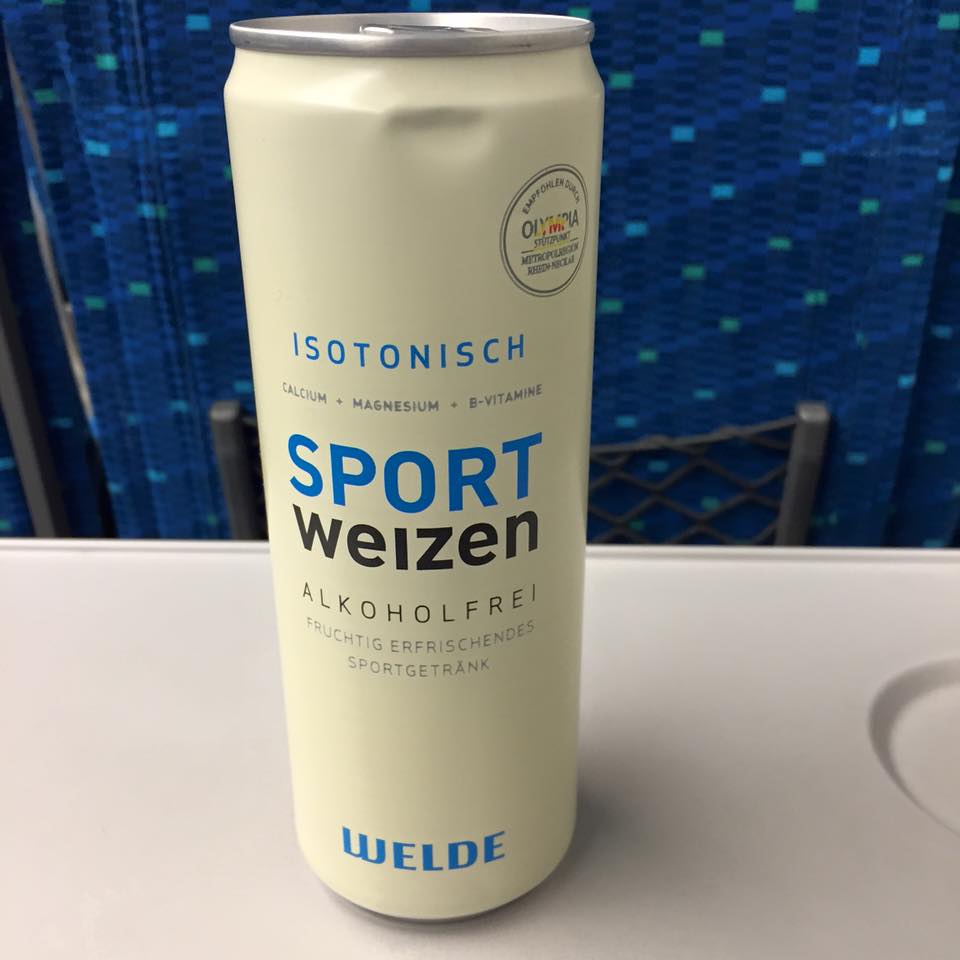 EMPFOHLEN DURCH
OLYMPIA
STÜTZPUNKT
METROPOLREGION
RHEIN-NECKAR
ISOTONISCH
CALCIUM + MAGNESIUM + B-VITAMINE
SPORT
weizen
ALKOHOLFREI
FRUCHTIG ERFRISCHENDES
SPORTGETRÄNK
WELDE